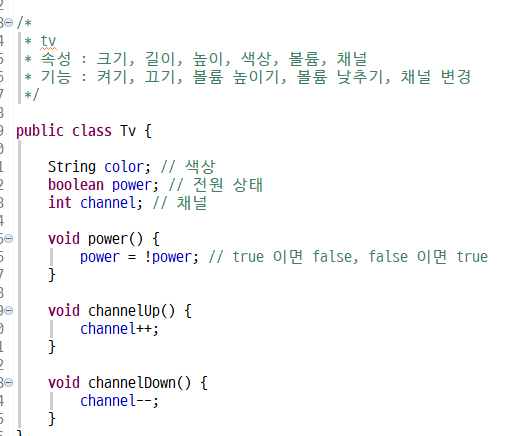 /*
* tv
* 속성 : 크기, 길이, 높이, 색상, 볼륨, 채널
* 기능 : 켜기, 끄기, 볼륨 높이기, 볼륨 낮추기, 채널 변경
*/
public class Tv {
String color; // 색상
boolean power; // 전원 상태
int channel; // 채널
void power() {
power = !power; // true 이면 false, false 이면 true
}
void channelUp() {
channel++;
}
void channelDown() {
channel--;
}